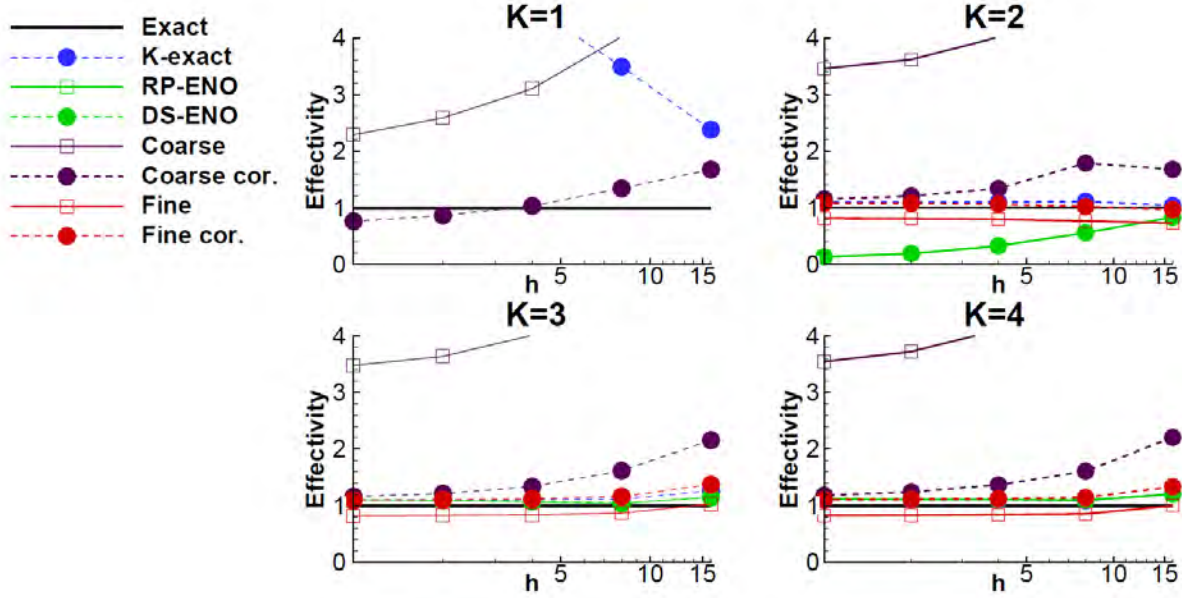 Exact
K-exact
RP-ENO
DS-ENO
Coarse
Coarse cor.
Fine
Fine cor.
K=1
Effectivity
4
3
2
1
0
5
10
15
h
K=2
Effectivity
4
3
2
1
0
5
10
15
h
K=3
Effectivity
4
3
2
1
0
5
10
15
h
K=4
Effectivity
4
3
2
1
0
5
10
15
h